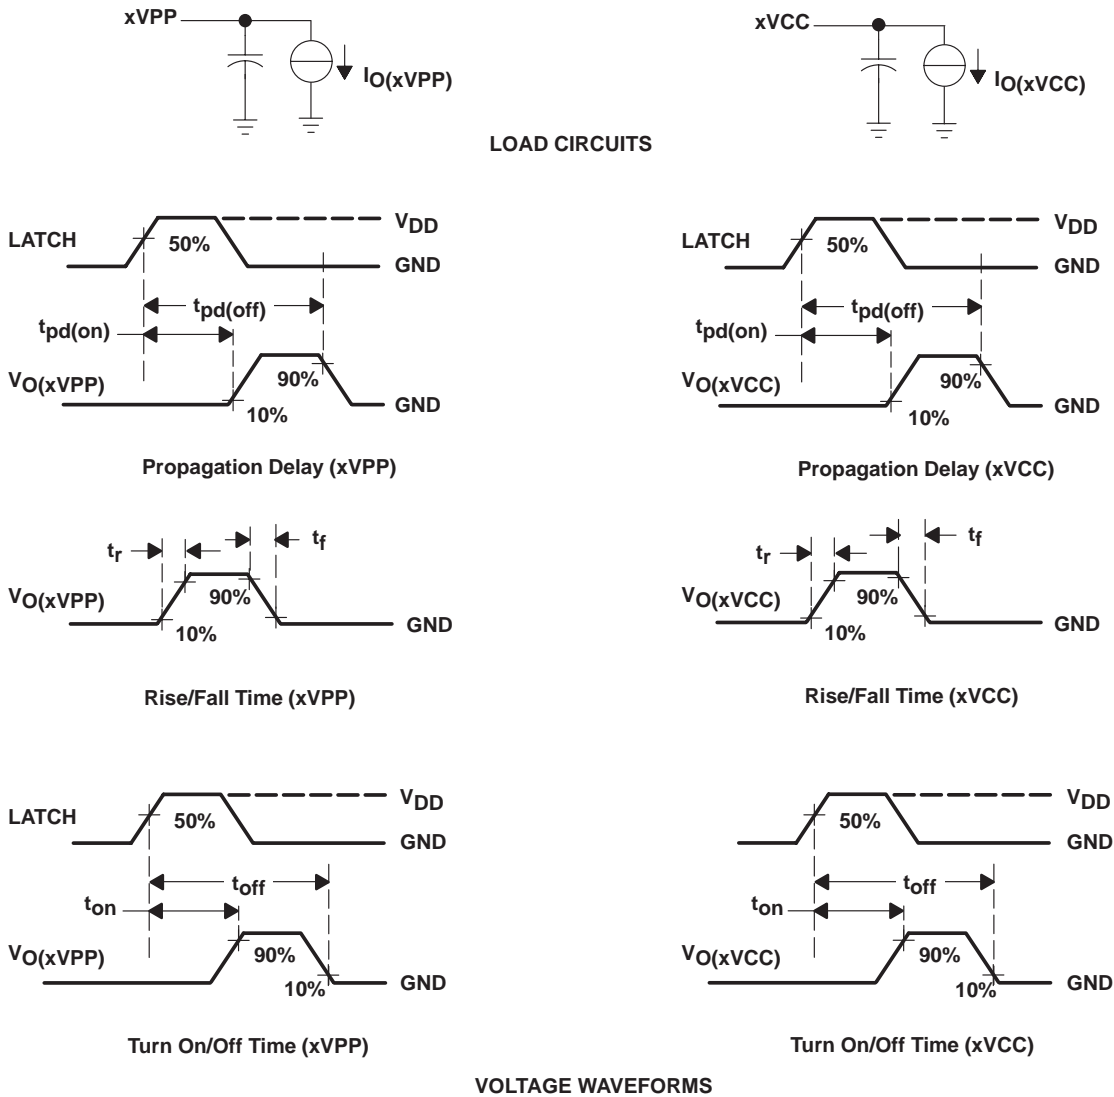 xVPP
I O(xVPP)
xVCC
I O(xVCC)
LOAD CIRCUITS
LATCH
50%
VDD
GND
tpd(off)
tpd(on)
VO(xVPP)
90%
10%
GND
Propagation Delay (xVPP)
LATCH
50%
VDD
GND
tpd(off)
tpd(on)
VO(xVCC)
90%
10%
GND
Propagation Delay (xVCC)
tr
tf
VO(xVPP)
90%
10%
GND
Rise/Fall Time (xVPP)
tr
tf
VO(xVCC)
90%
10%
GND
Rise/Fall Time (xVCC)
LATCH
50%
VDD
GND
toff
ton
VO(xVPP)
90%
10%
GND
Turn On/Off Time (xVPP)
50%
VDD
GND
toff
ton
VO(xVCC)
90%
10%
GND
Turn On/Off Time (xVCC)
VOLTAGE WAVEFORMS